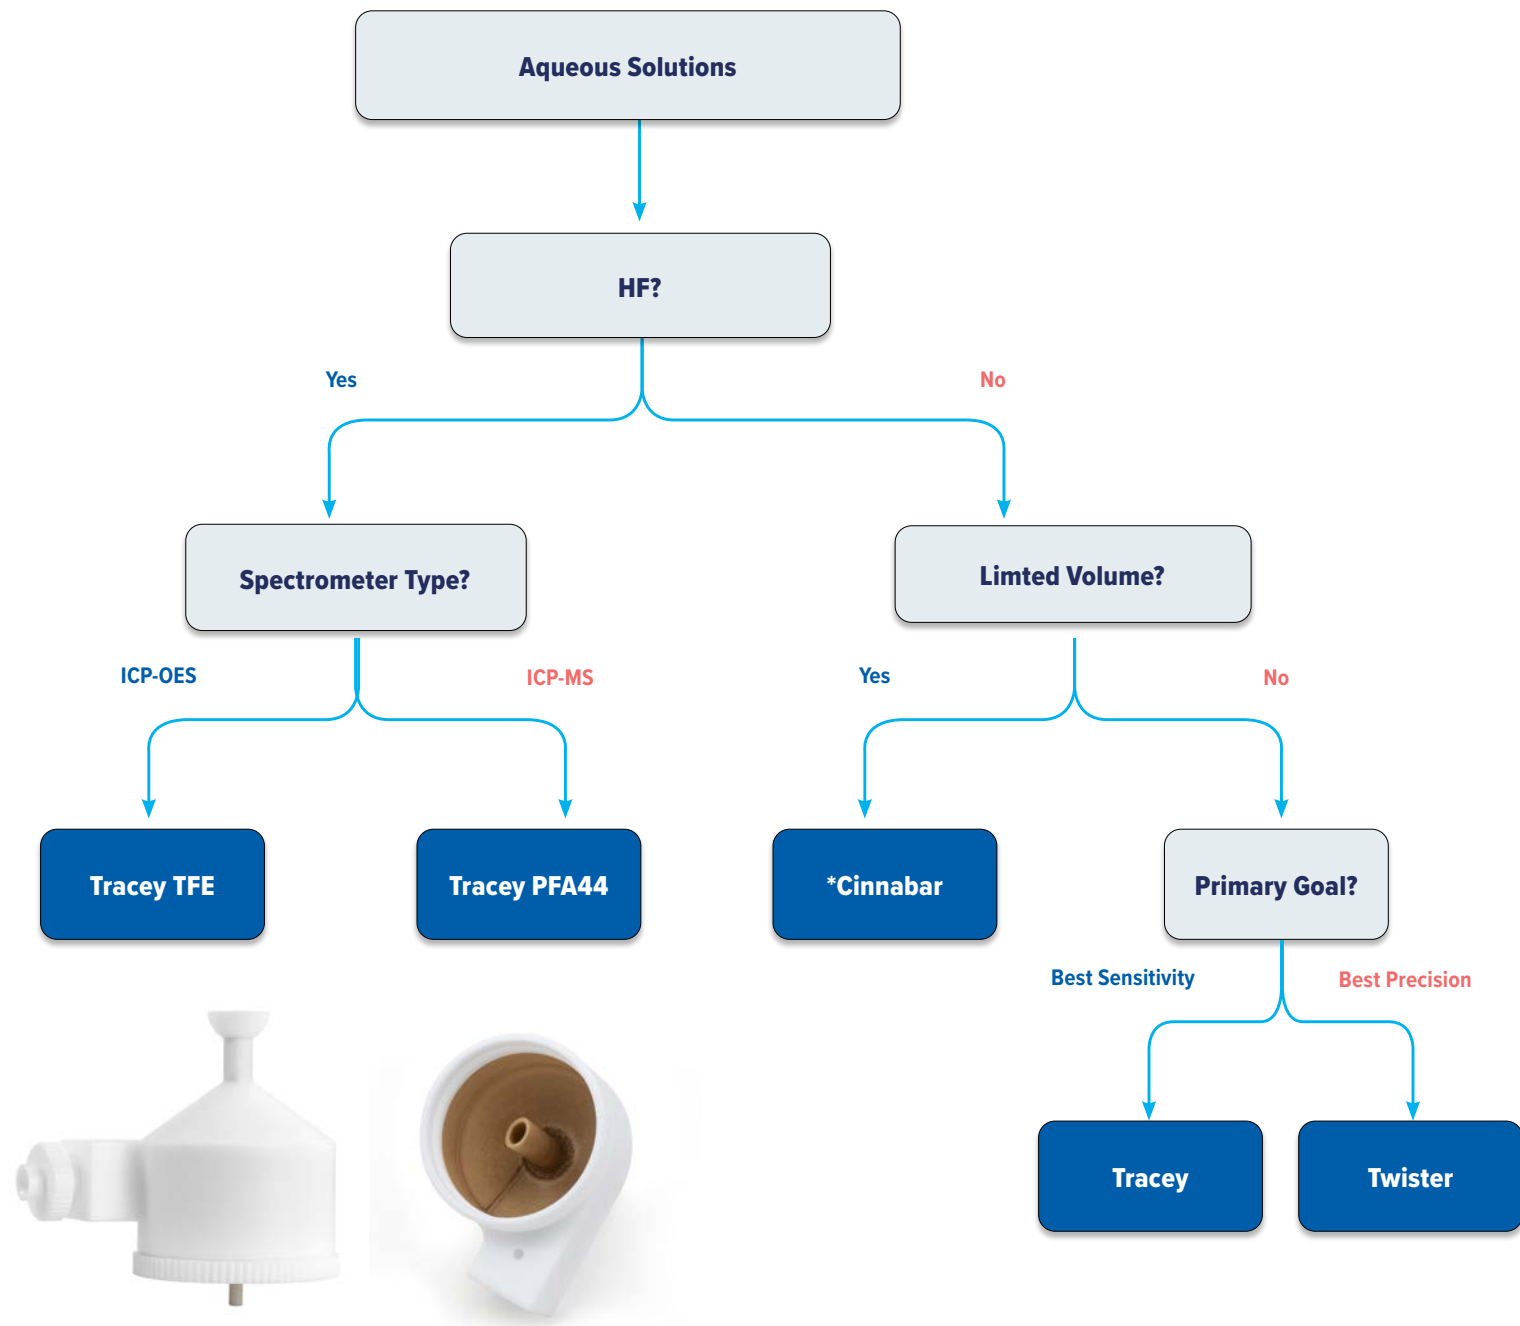 Aqueous Solutions
HF?
Yes
No
Spectrometer Type?
Limted Volume?
ICP-OES
ICP-MS
Yes
No
Tracey TFE
Tracey PFA44
*Cinnabar
Primary Goal?
Best Sensitivity
Best Precision
Tracey
Twister